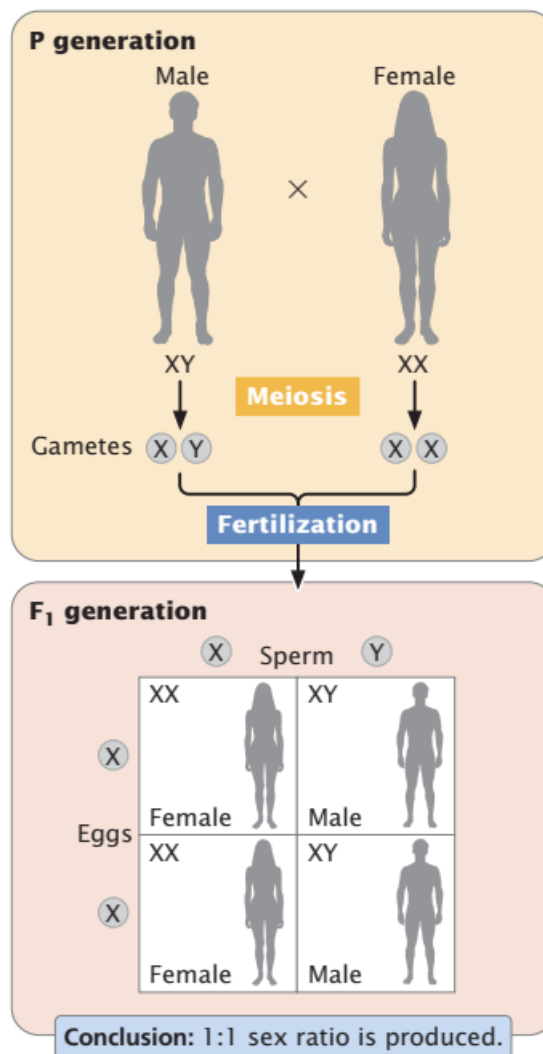 P generation
Male Female
×
XY XX
Meiosis
Gametes X Y X X
Fertilization
F₁ generation
X Sperm Y
XX XY
X
Female Male
Eggs
XX XY
X
Female Male
Conclusion: 1:1 sex ratio is produced.